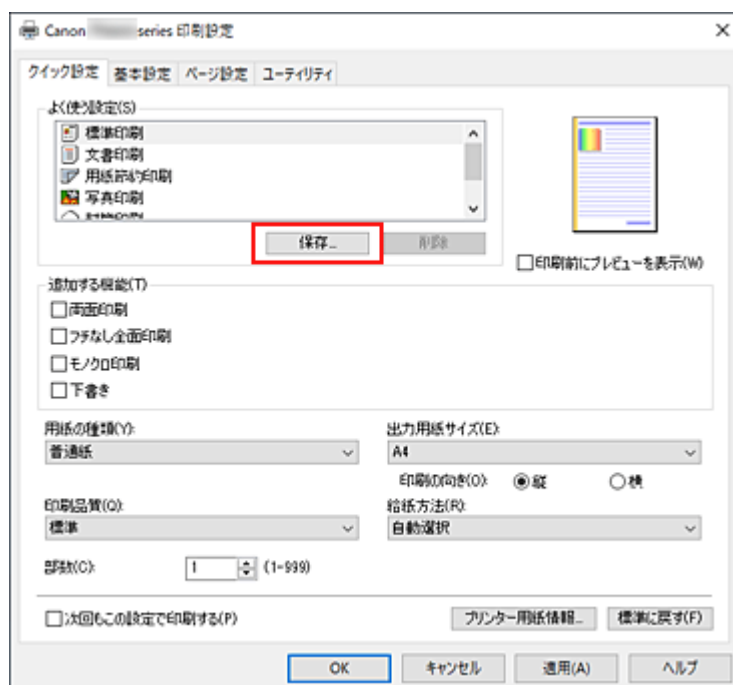 Canon series 印刷設定
クイック設定 基本設定 ページ設定 ユーティリティ
よく使う設定(S)
標準印刷
文書印刷
用紙節約印刷
写真印刷
保存... 削除
印刷前にプレビューを表示(W)
追加する機能(T)
両面印刷
フチなし全面印刷
モノクロ印刷
下書き
用紙の種類(Y): 出力用紙サイズ(E):
普通紙 A4
印刷の向き(O): 縦 横
印刷品質(Q): 給紙方法(R):
標準 自動選択
部数(C): 1 (1-999)
次回もこの設定で印刷する(P) プリンター用紙情報... 標準に戻す(F)
OK キャンセル 適用(A) ヘルプ